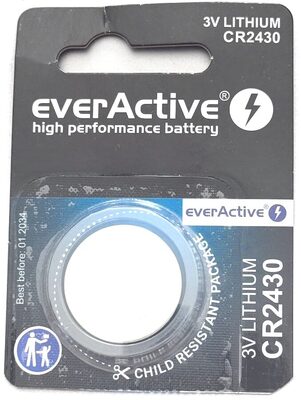 3V LITHIUM
CR2430
everActive®
high performance battery
everActive®
Best before: 01 2034
CHILD RESISTANT PACKAGE
3V LITHIUM
CR2430